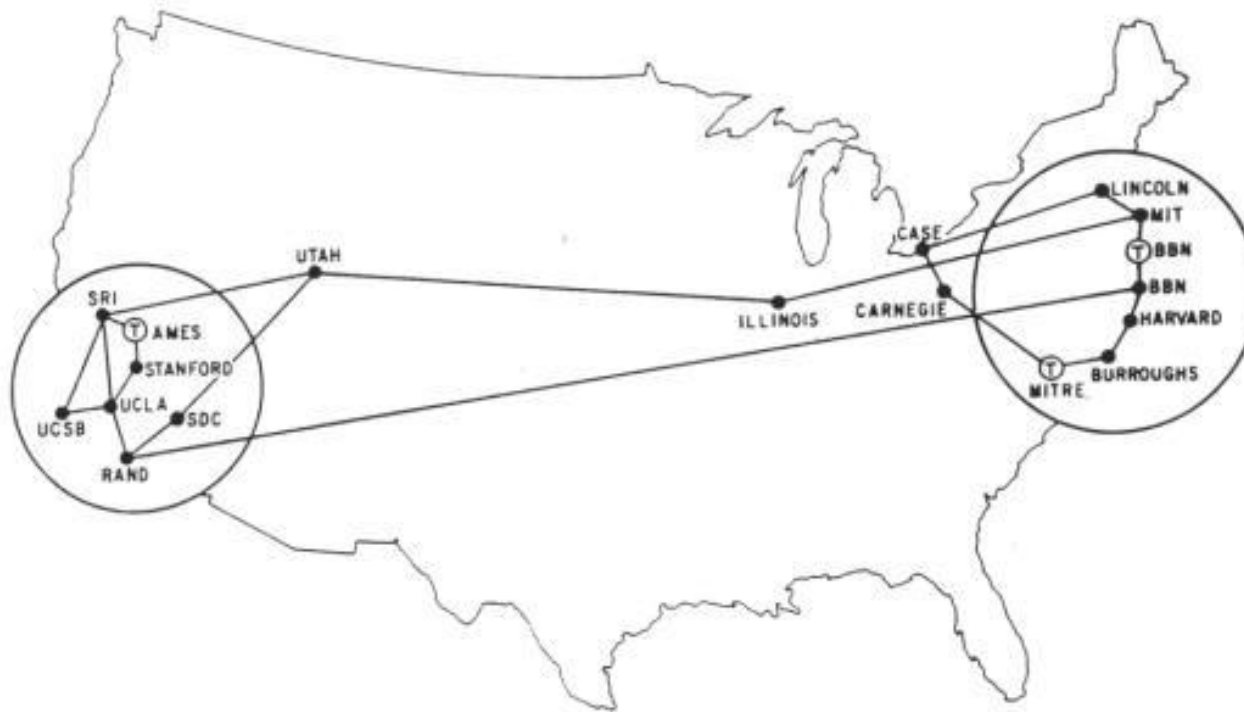 LINCOLN
MIT
CASE
T BBN
UTAH
BBN
SRI
CARNEGIE
ILLINOIS
HARVARD
T AMES
STANFORD
BURROUGHS
T
MITRE
UCLA
SDC
UCSB
RAND